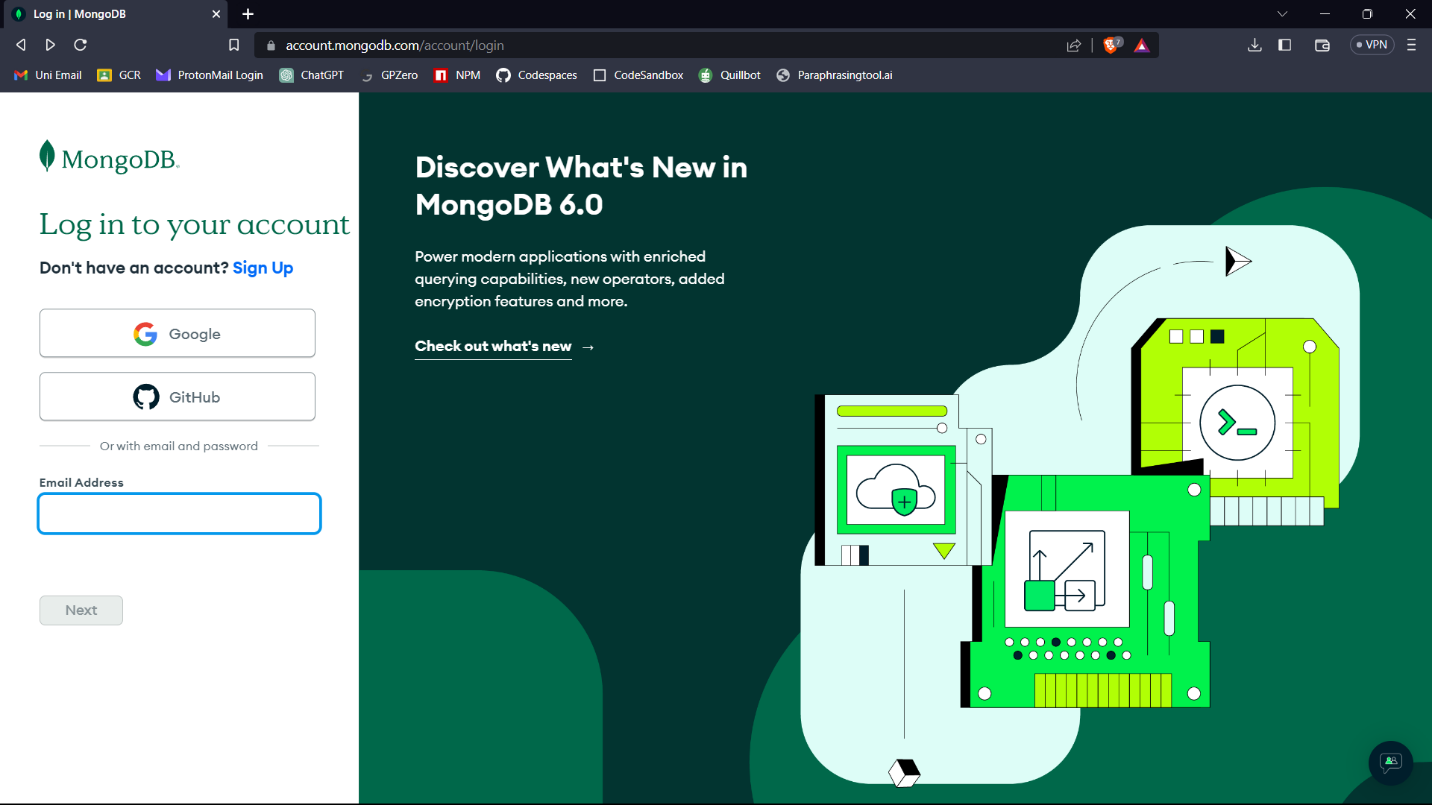 Log in | MongoDB
account.mongodb.com/account/login
7
VPN
Uni Email
GCR
ProtonMail Login
ChatGPT
GPZero
NPM
Codespaces
CodeSandbox
Quillbot
Paraphrasingtool.ai
MongoDB.
Log in to your account
Don't have an account? Sign Up
Google
GitHub
Or with email and password
Email Address
Next
Discover What's New in
MongoDB 6.0
Power modern applications with enriched
querying capabilities, new operators, added
encryption features and more.
Check out what's new →